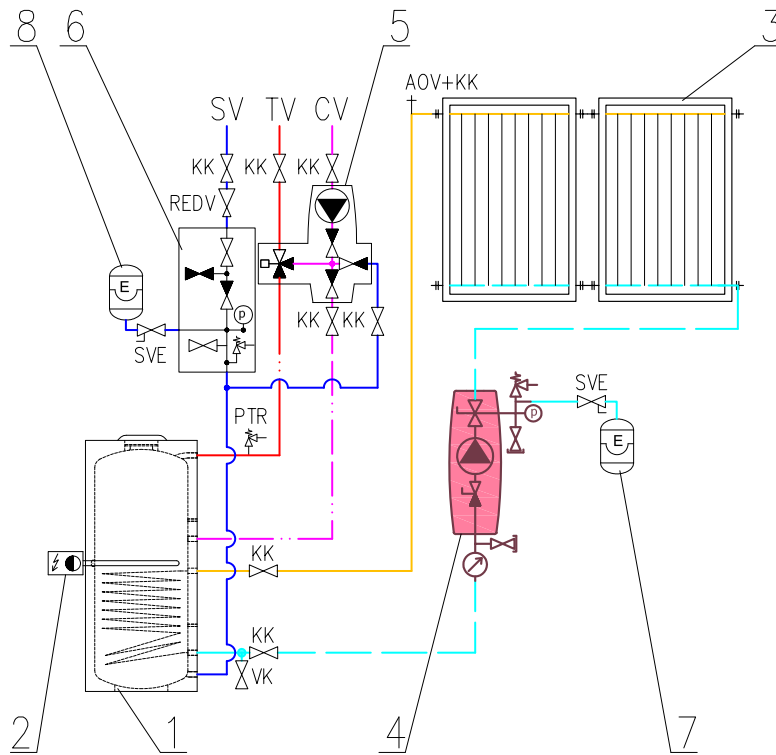 8 6 5 3
AOV+KK
SV TV CV
KK KK KK
REDV
E
p
KK KK
SVE
PTR
SVE
p
E
KK
KK
VK
2 1 4 7